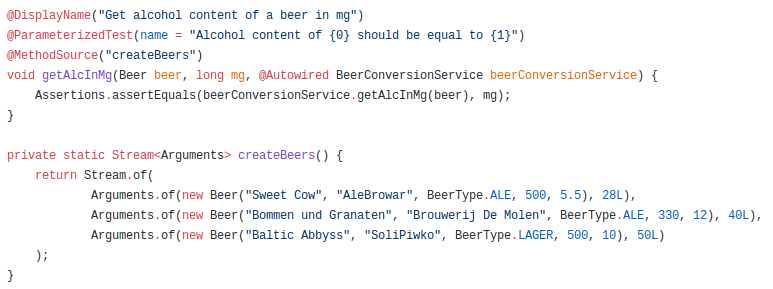 @DisplayName("Get alcohol content of a beer in mg")
@ParameterizedTest(name = "Alcohol content of {0} should be equal to {1}")
@MethodSource("createBeers")
void getAlcInMg(Beer beer, long mg, @Autowired BeerConversionService beerConversionService) {
    Assertions.assertEquals(beerConversionService.getAlcInMg(beer), mg);
}

private static Stream<Arguments> createBeers() {
    return Stream.of(
            Arguments.of(new Beer("Sweet Cow", "AleBrowar", BeerType.ALE, 500, 5.5), 28L),
            Arguments.of(new Beer("Bommen und Granaten", "Brouwerij De Molen", BeerType.ALE, 330, 12), 40L),
            Arguments.of(new Beer("Baltic Abbyss", "SoliPiwko", BeerType.LAGER, 500, 10), 50L)
    );
}